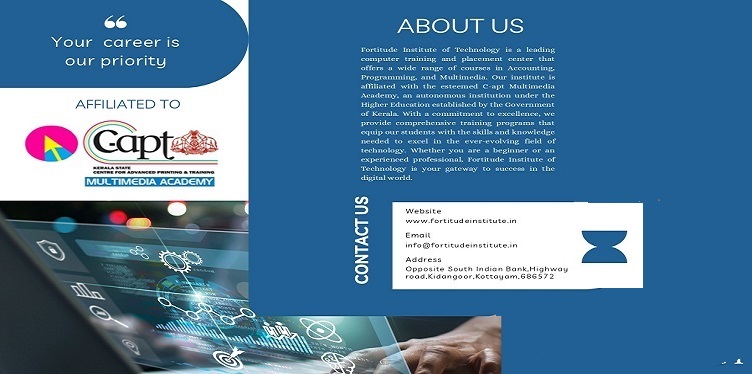 ❝
Your career is
our priority
AFFILIATED TO
Capt
KERALA STATE
CENTRE FOR ADVANCED PRINTING & TRAINING
MULTIMEDIA ACADEMY
ABOUT US
Fortitude Institute of Technology is a leading
computer training and placement center that
offers a wide range of courses in Accounting,
Programming, and Multimedia. Our institute is
affiliated with the esteemed C-apt Multimedia
Academy, an autonomous institution under the
Higher Education established by the Government
of Kerala. With a commitment to excellence, we
provide comprehensive training programs that
equip our students with the skills and knowledge
needed to excel in the ever-evolving field of
technology. Whether you are a beginner or an
experienced professional, Fortitude Institute of
Technology is your gateway to success in the
digital world.
CONTACT US
Website
www.fortitudeinstitute.in
Email
info@fortitudeinstitute.in
Address
Opposite South Indian Bank,Highway
road,Kidangoor,Kottayam,686572